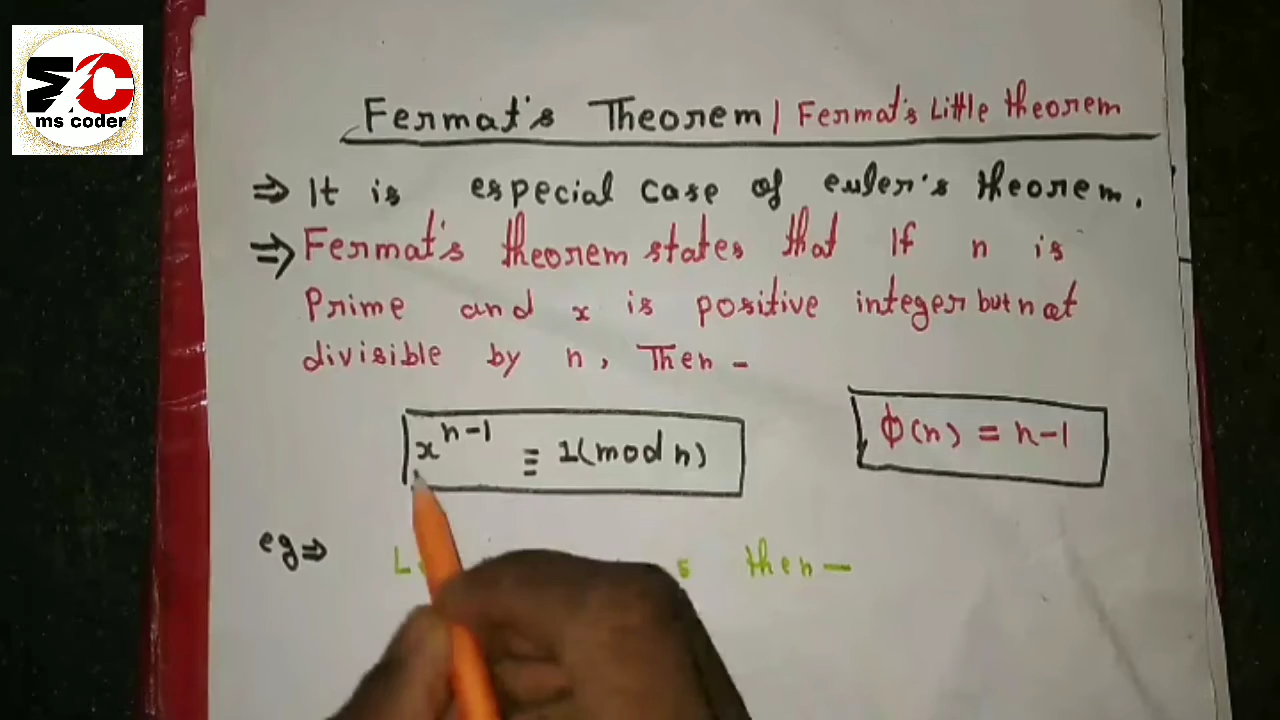 ms coder
Fermat's Theorem | Fermat's Little theorem
⇒ It is especial case of euler's theorem.
⇒ Fermat's theorem states that If n is
Prime and x is positive integer but not
divisible by n, Then -
x^{n-1} ≡ 1(mod n)
ϕ(n) = n-1
eg ⇒ then —